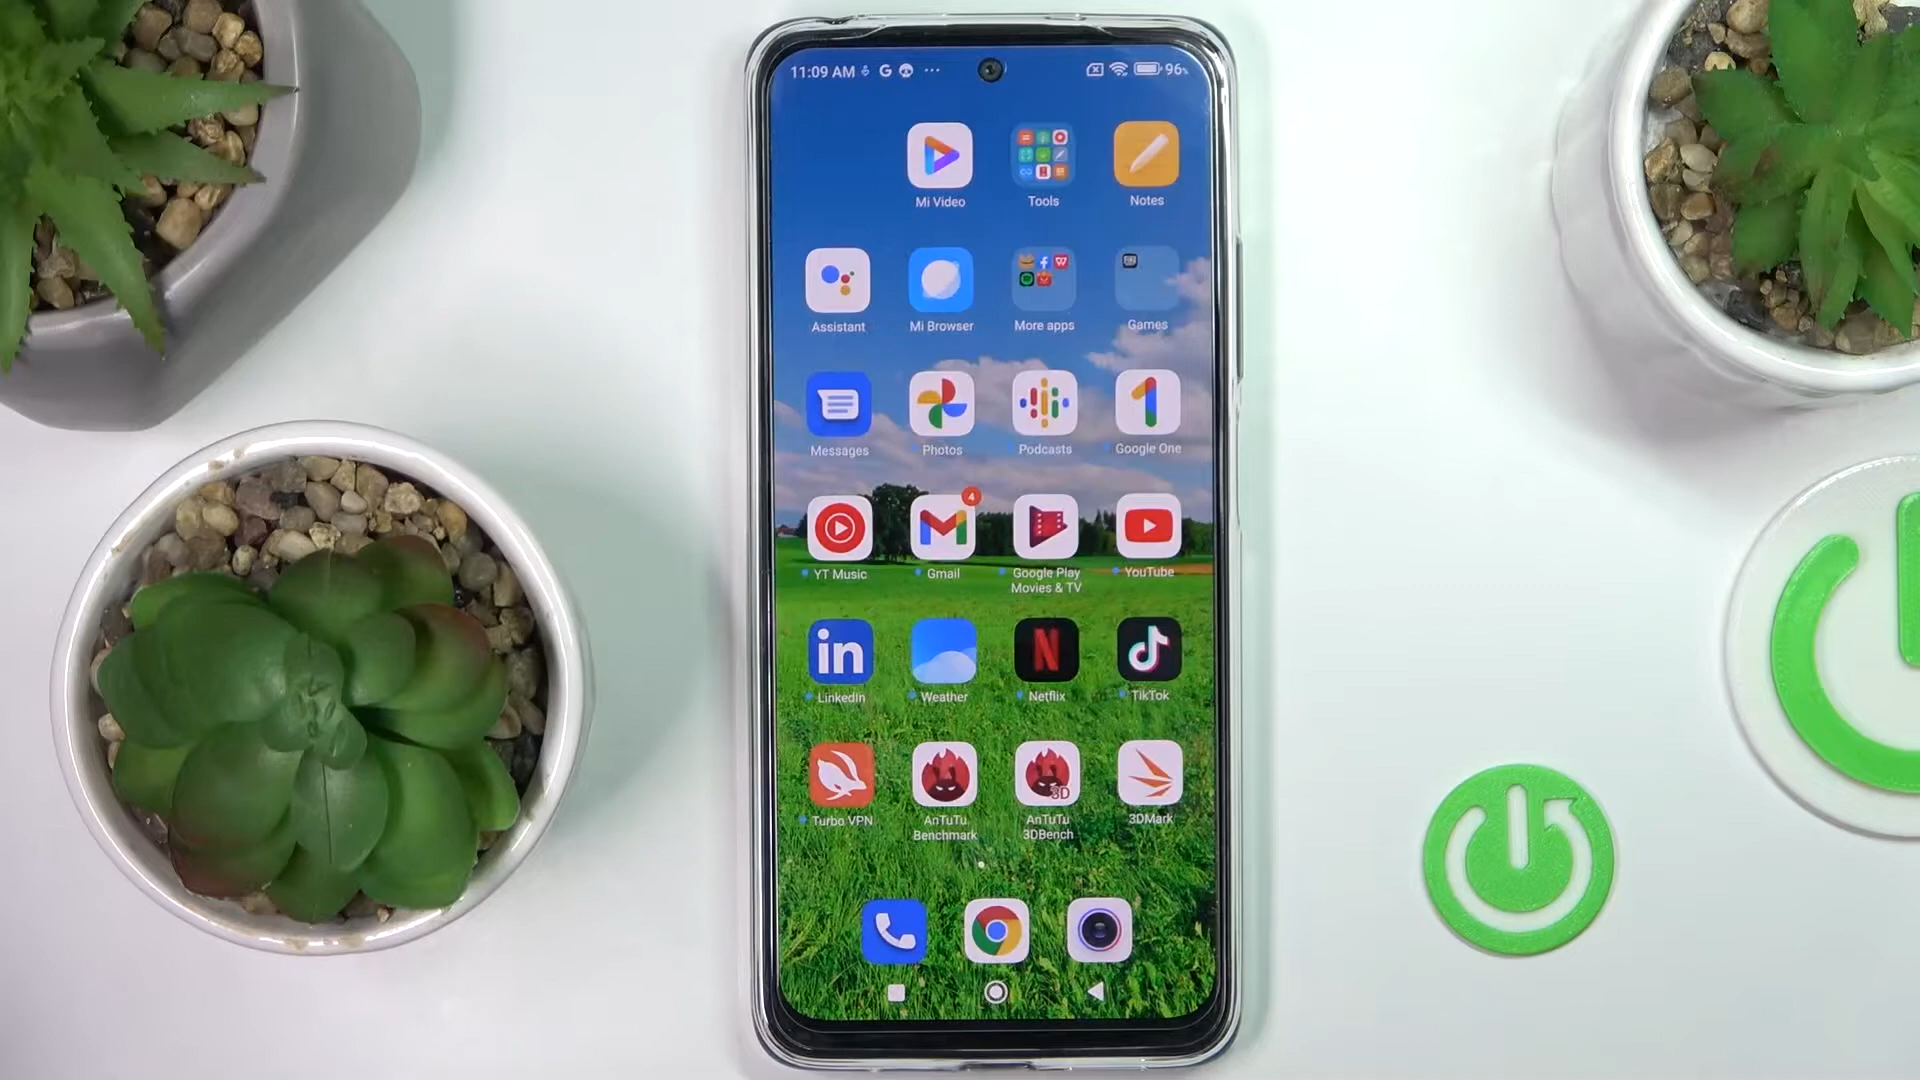 11:09 AM G ... 96%
Mi Video Tools Notes
Assistant Mi Browser More apps Games
Messages Photos Podcasts Google One
4
YT Music Gmail Google Play Movies & TV YouTube
in N
LinkedIn Weather Netflix TikTok
3D
Turbo VPN AnTuTu Benchmark AnTuTu 3DBench 3DMark